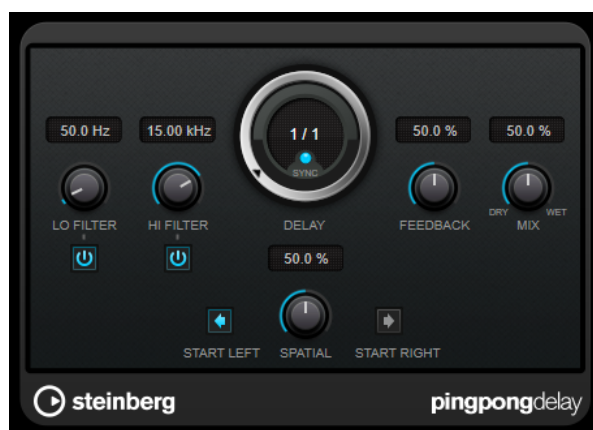 50.0 Hz 15.00 kHz 1 / 1 50.0 % 50.0 %
SYNC
DRY WET
LO FILTER HI FILTER DELAY FEEDBACK MIX
50.0 %
START LEFT SPATIAL START RIGHT
steinberg pingpongdelay